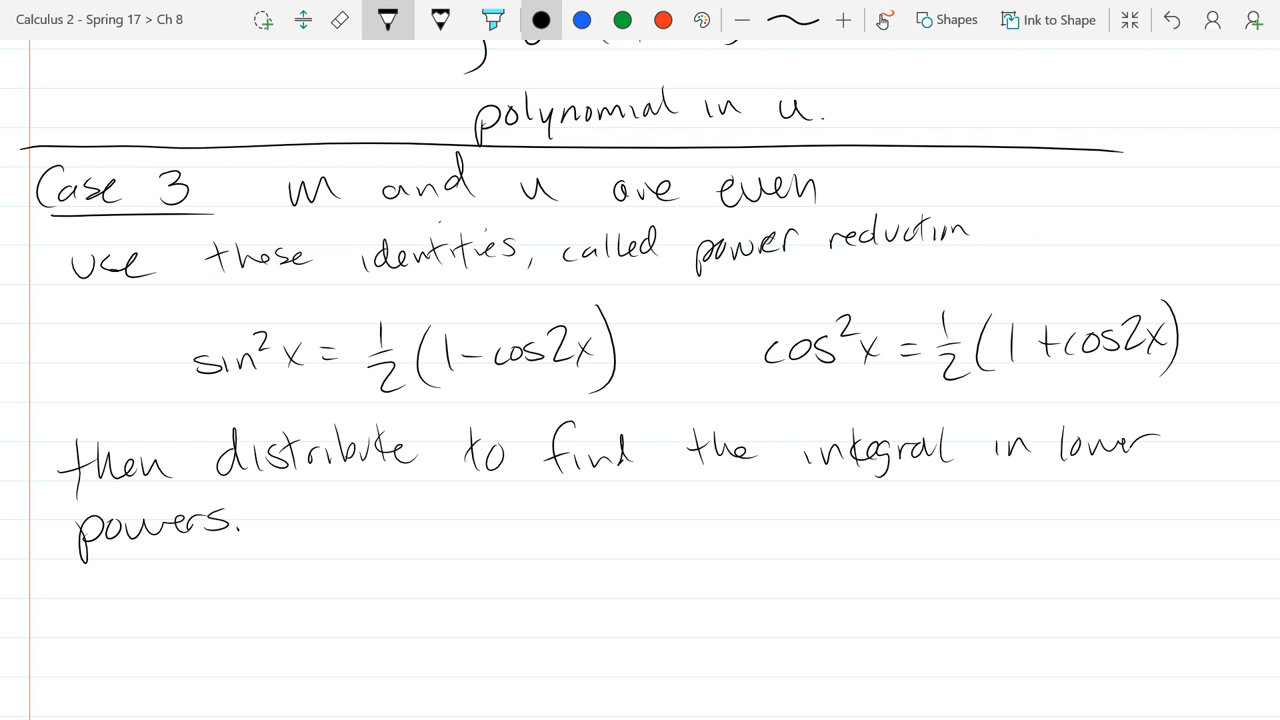 Calculus 2 - Spring 17 > Ch 8
Shapes
Ink to Shape
polynomial in u.
Case 3 m and n are even
use these identities, called power reduction
sin²x = 1/2 (1 - cos2x) cos²x = 1/2 (1 + cos2x)
then distribute to find the integral in lower
powers.